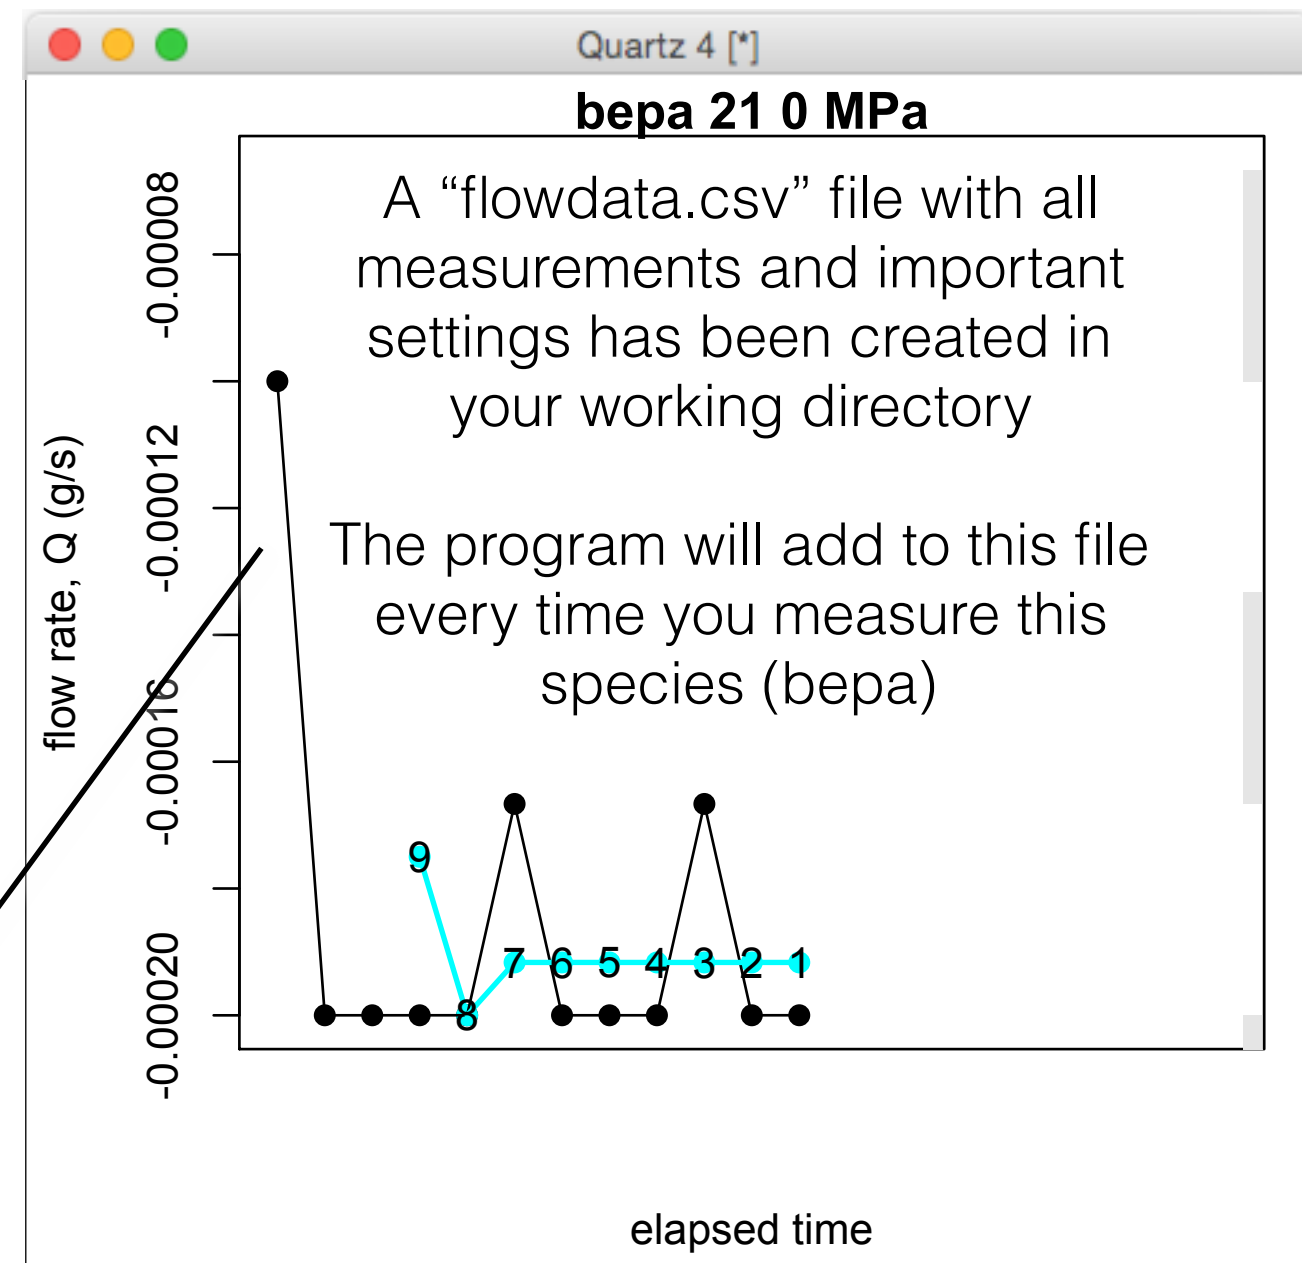 Quartz 4 [*]
bepa 21 0 MPa
A “flowdata.csv” file with all
measurements and important
settings has been created in
your working directory
The program will add to this file
every time you measure this
species (bepa)
flow rate, Q (g/s)
-0.00008
-0.00012
-0.00016
-0.00020
9
8
7 6 5 4 3 2 1
elapsed time